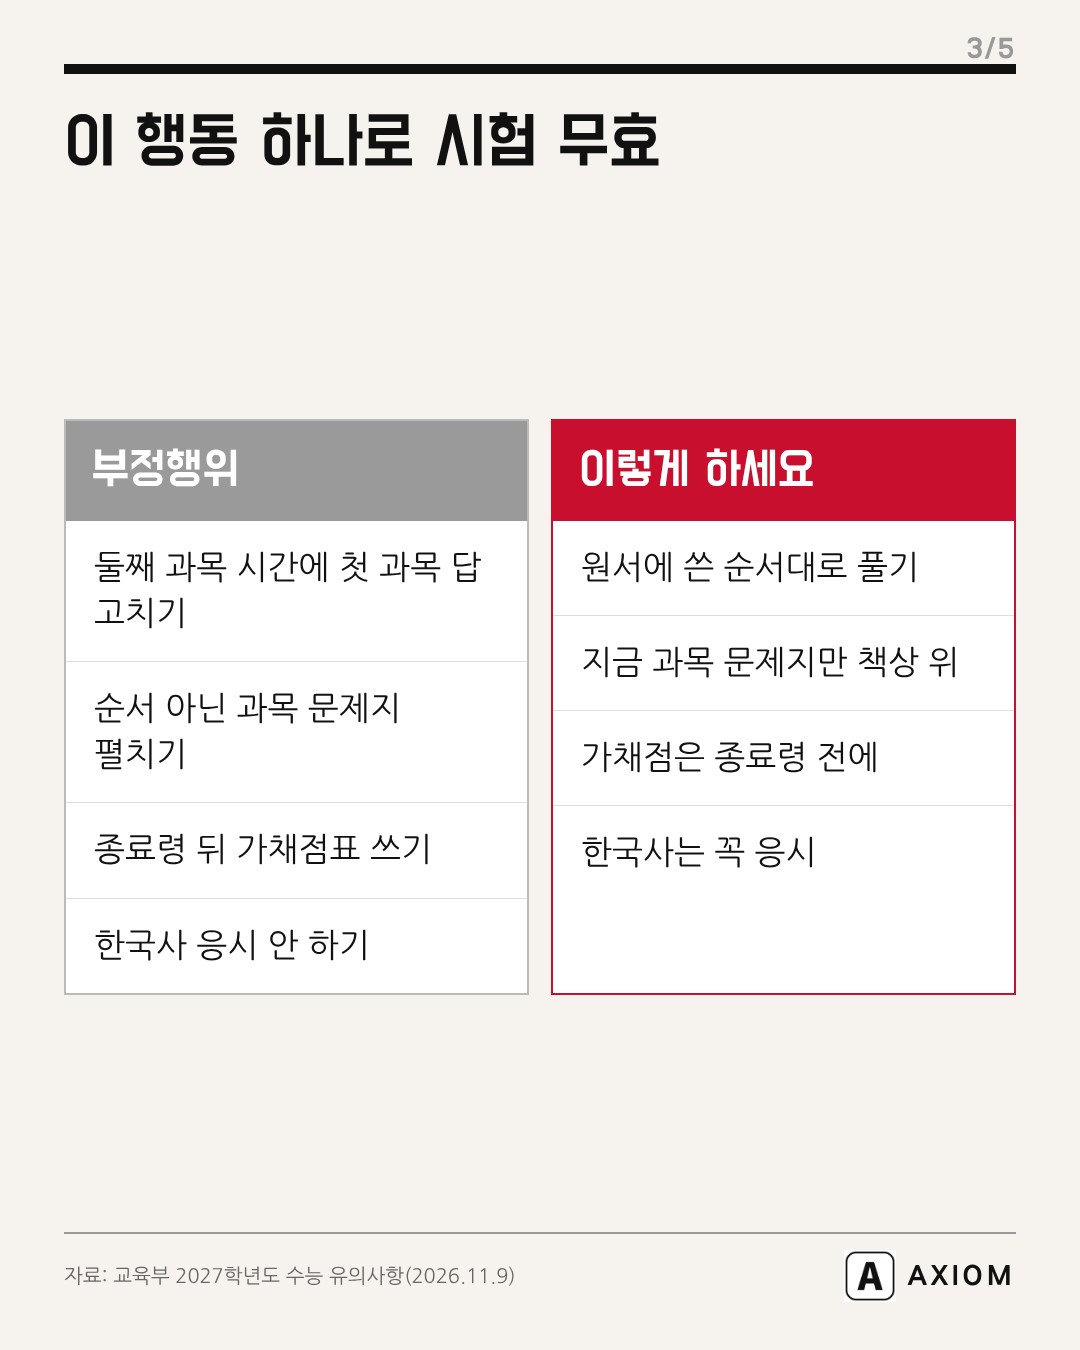 3/5
이 행동 하나로 시험 무효
부정행위
둘째 과목 시간에 첫 과목 답
고치기
순서 아닌 과목 문제지
펼치기
종료령 뒤 가채점표 쓰기
한국사 응시 안 하기
이렇게 하세요
원서에 쓴 순서대로 풀기
지금 과목 문제지만 책상 위
가채점은 종료령 전에
한국사는 꼭 응시
자료: 교육부 2027학년도 수능 유의사항(2026.11.9)
A AXIOM